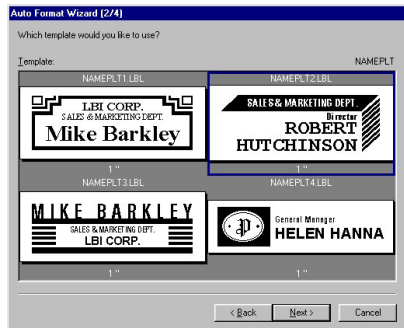 Auto Format Wizard (2/4)
Which template would you like to use?
Template: NAMEPLT
NAMEPLT1.LBL NAMEPLT2.LBL
LBI CORP.
SALES & MARKETING DEPT.
Mike Barkley
SALES & MARKETING DEPT.
Director
ROBERT
HUTCHINSON
1 " 1 "
NAMEPLT3.LBL NAMEPLT4.LBL
MIKE BARKLEY
SALES & MARKETING DEPT.
LBI CORP.
P
General Manager
HELEN HANNA
1 " 1 "
< Back Next > Cancel